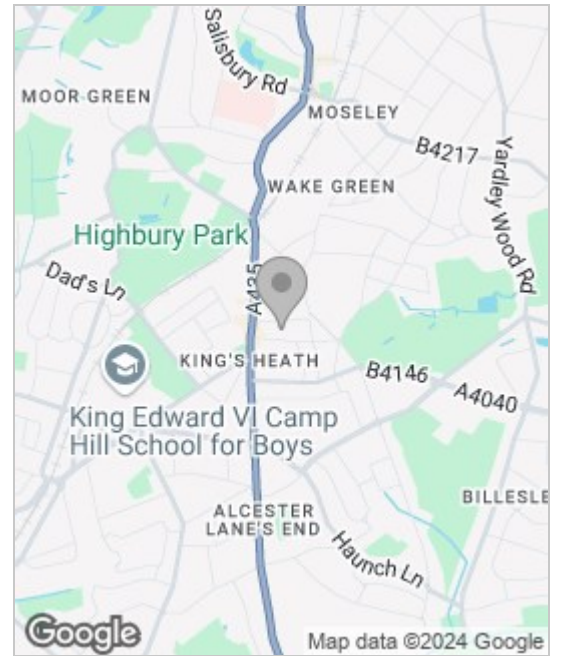 Salisbury Rd
MOOR GREEN
MOSELEY
B4217
Yardley Wood Rd
WAKE GREEN
Highbury Park
Dad's Ln
A435
KING'S HEATH
B4146
A4040
King Edward VI Camp
Hill School for Boys
ALCESTER
LANE'S END
BILLESLE
Haunch Ln
Google
Map data ©2024 Google